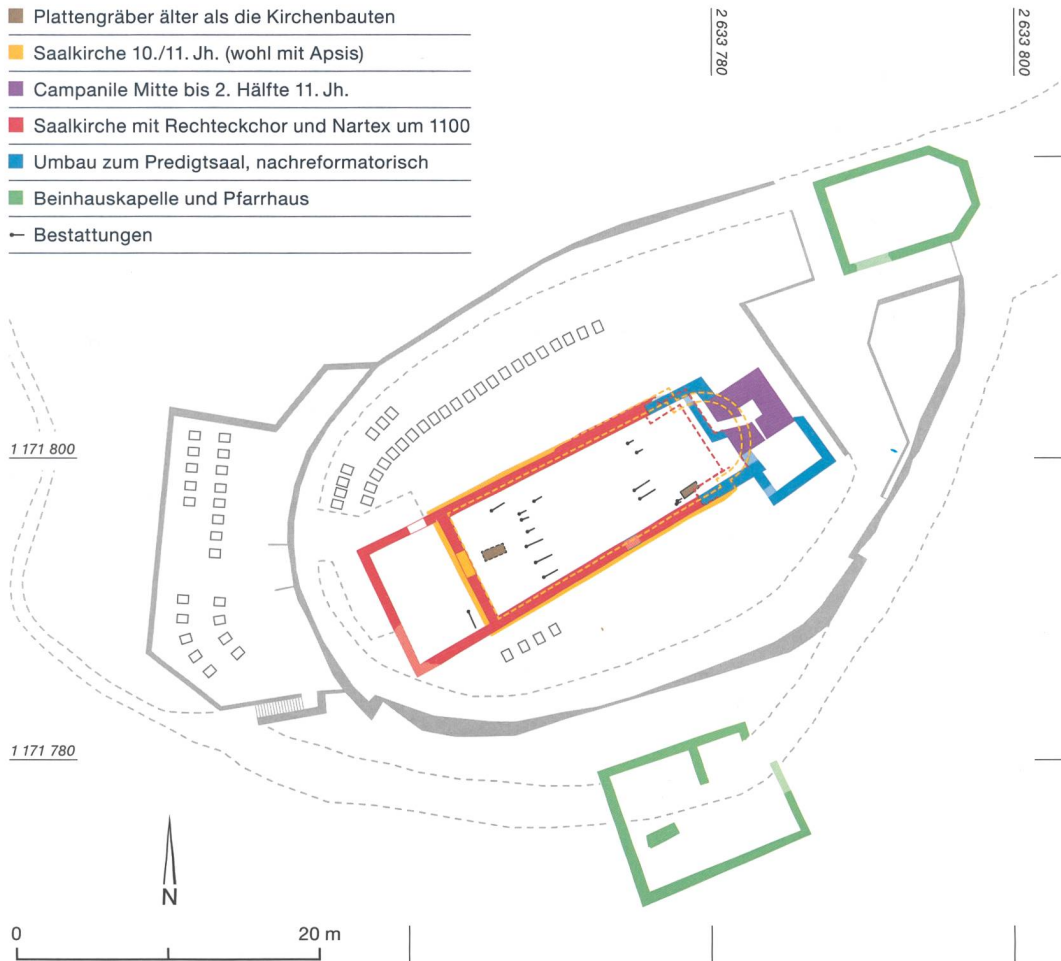 Plattengräber älter als die Kirchenbauten
Saalkirche 10./11. Jh. (wohl mit Apsis)
Campanile Mitte bis 2. Hälfte 11. Jh.
Saalkirche mit Rechteckchor und Nartex um 1100
Umbau zum Predigtsaal, nachreformatorisch
Beinhauskapelle und Pfarrhaus
Bestattungen
2 633 780
2 633 800
1 171 800
1 171 780
N
0 20 m